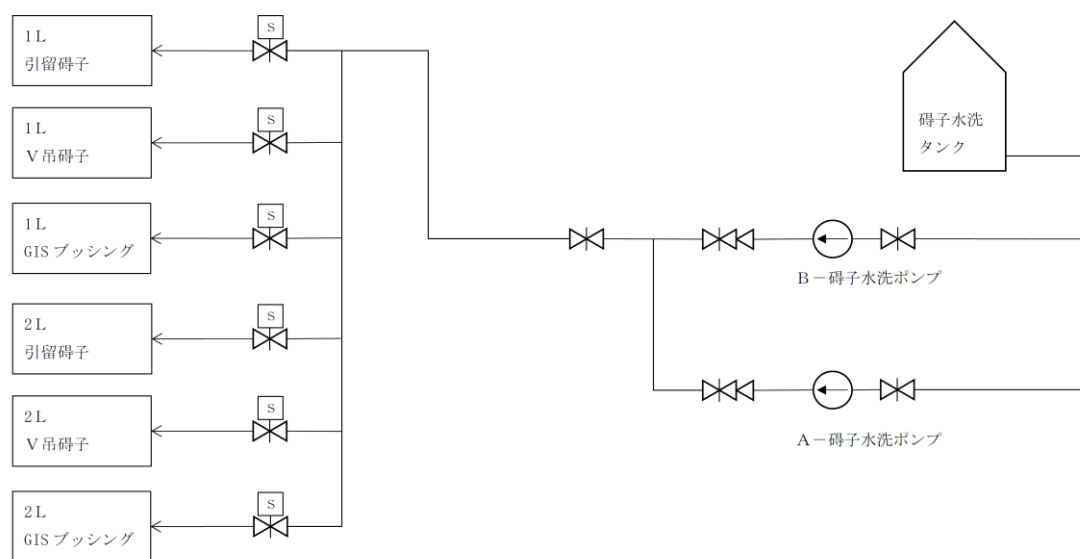 S
1L
引留碍子
S
1L
V吊碍子
S
1L
GISブッシング
S
2L
引留碍子
S
2L
V吊碍子
S
2L
GISブッシング
碍子水洗
タンク
B－碍子水洗ポンプ
A－碍子水洗ポンプ